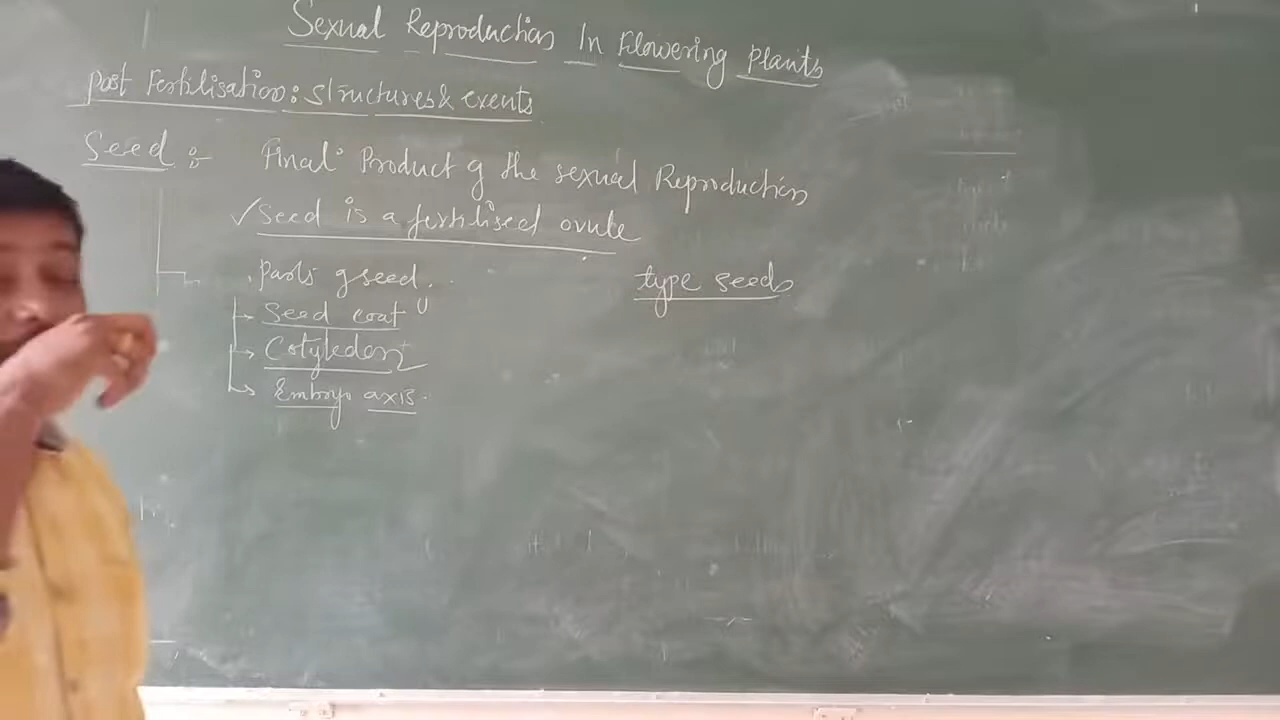 Sexual Reproduction In Flowering Plants
Post Fertilisation: Structures & events
Seed :- Final Product of the sexual Reproduction
✓ Seed is a fertilised ovule
. Parts of seed.
type seeds
→ Seed coat
→ Cotyledons
→ Embryo axis.